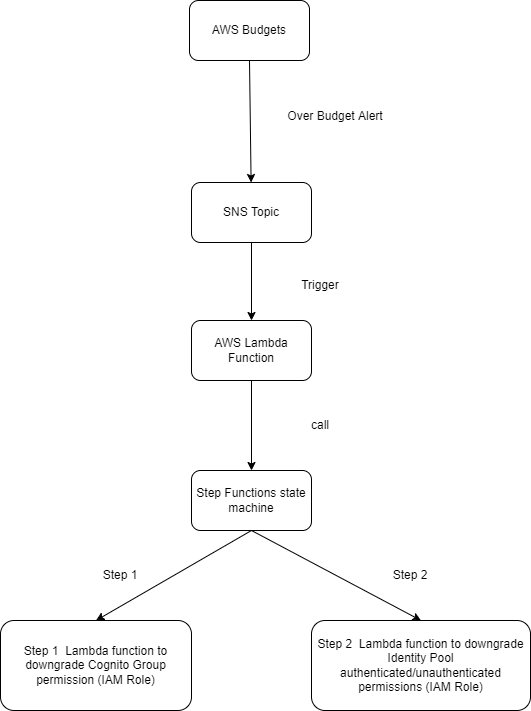 AWS Budgets
Over Budget Alert
SNS Topic
Trigger
AWS Lambda
Function
call
Step Functions state
machine
Step 1
Step 2
Step 1  Lambda function to
downgrade Cognito Group
permission (IAM Role)
Step 2  Lambda function to downgrade
Identity Pool
authenticated/unauthenticated
permissions (IAM Role)